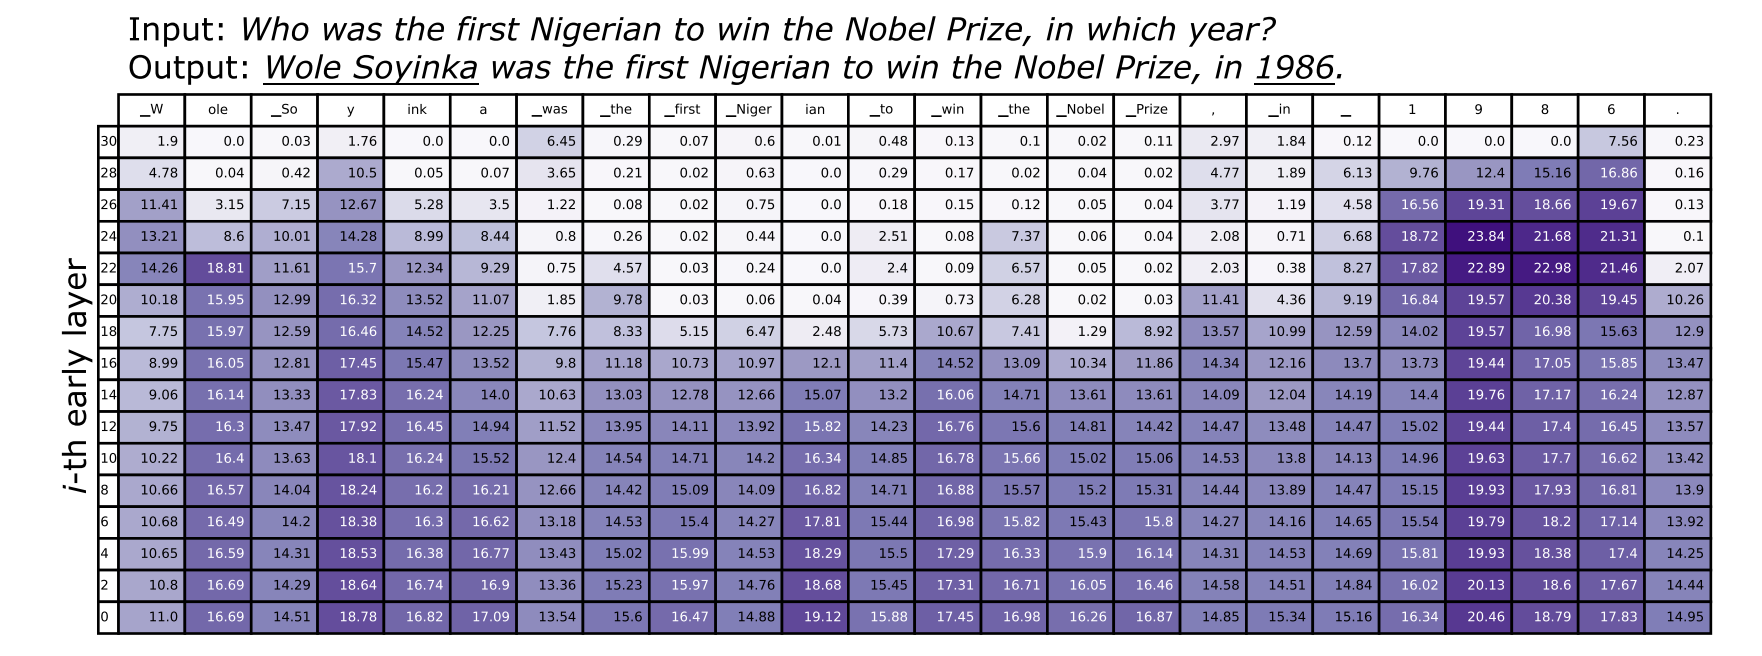 Input: Who was the first Nigerian to win the Nobel Prize, in which year?
Output: Wole Soyinka was the first Nigerian to win the Nobel Prize, in 1986.
_W ole _So y ink a _was _the _first _Niger ian _to _win _the _Nobel _Prize , _in _ 1 9 8 6 .
30 1.9 0.0 0.03 1.76 0.0 0.0 6.45 0.29 0.07 0.6 0.01 0.48 0.13 0.1 0.02 0.11 2.97 1.84 0.12 0.0 0.0 0.0 7.56 0.23
28 4.78 0.04 0.42 10.5 0.05 0.07 3.65 0.21 0.02 0.63 0.0 0.29 0.17 0.02 0.04 0.02 4.77 1.89 6.13 9.76 12.4 15.16 16.86 0.16
26 11.41 3.15 7.15 12.67 5.28 3.5 1.22 0.08 0.02 0.75 0.0 0.18 0.15 0.12 0.05 0.04 3.77 1.19 4.58 16.56 19.31 18.66 19.67 0.13
24 13.21 8.6 10.01 14.28 8.99 8.44 0.8 0.26 0.02 0.44 0.0 2.51 0.08 7.37 0.06 0.04 2.08 0.71 6.68 18.72 23.84 21.68 21.31 0.1
22 14.26 18.81 11.61 15.7 12.34 9.29 0.75 4.57 0.03 0.24 0.0 2.4 0.09 6.57 0.05 0.02 2.03 0.38 8.27 17.82 22.89 22.98 21.46 2.07
20 10.18 15.95 12.99 16.32 13.52 11.07 1.85 9.78 0.03 0.06 0.04 0.39 0.73 6.28 0.02 0.03 11.41 4.36 9.19 16.84 19.57 20.38 19.45 10.26
18 7.75 15.97 12.59 16.46 14.52 12.25 7.76 8.33 5.15 6.47 2.48 5.73 10.67 7.41 1.29 8.92 13.57 10.99 12.59 14.02 19.57 16.98 15.63 12.9
16 8.99 16.05 12.81 17.45 15.47 13.52 9.8 11.18 10.73 10.97 12.1 11.4 14.52 13.09 10.34 11.86 14.34 12.16 13.7 13.73 19.44 17.05 15.85 13.47
14 9.06 16.14 13.33 17.83 16.24 14.0 10.63 13.03 12.78 12.66 15.07 13.2 16.06 14.71 13.61 13.61 14.09 12.04 14.19 14.4 19.76 17.17 16.24 12.87
12 9.75 16.3 13.47 17.92 16.45 14.94 11.52 13.95 14.11 13.92 15.82 14.23 16.76 15.6 14.81 14.42 14.47 13.48 14.47 15.02 19.44 17.4 16.45 13.57
10 10.22 16.4 13.63 18.1 16.24 15.52 12.4 14.54 14.71 14.2 16.34 14.85 16.78 15.66 15.02 15.06 14.53 13.8 14.13 14.96 19.63 17.7 16.62 13.42
8 10.66 16.57 14.04 18.24 16.2 16.21 12.66 14.42 15.09 14.09 16.82 14.71 16.88 15.57 15.2 15.31 14.44 13.89 14.47 15.15 19.93 17.93 16.81 13.9
6 10.68 16.49 14.2 18.38 16.3 16.62 13.18 14.53 15.4 14.27 17.81 15.44 16.98 15.82 15.43 15.8 14.27 14.16 14.65 15.54 19.79 18.2 17.14 13.92
4 10.65 16.59 14.31 18.53 16.38 16.77 13.43 15.02 15.99 14.53 18.29 15.5 17.29 16.33 15.9 16.14 14.31 14.53 14.69 15.81 19.93 18.38 17.4 14.25
2 10.8 16.69 14.29 18.64 16.74 16.9 13.36 15.23 15.97 14.76 18.68 15.45 17.31 16.71 16.05 16.46 14.58 14.51 14.84 16.02 20.13 18.6 17.67 14.44
0 11.0 16.69 14.51 18.78 16.82 17.09 13.54 15.6 16.47 14.88 19.12 15.88 17.45 16.98 16.26 16.87 14.85 15.34 15.16 16.34 20.46 18.79 17.83 14.95
i-th early layer